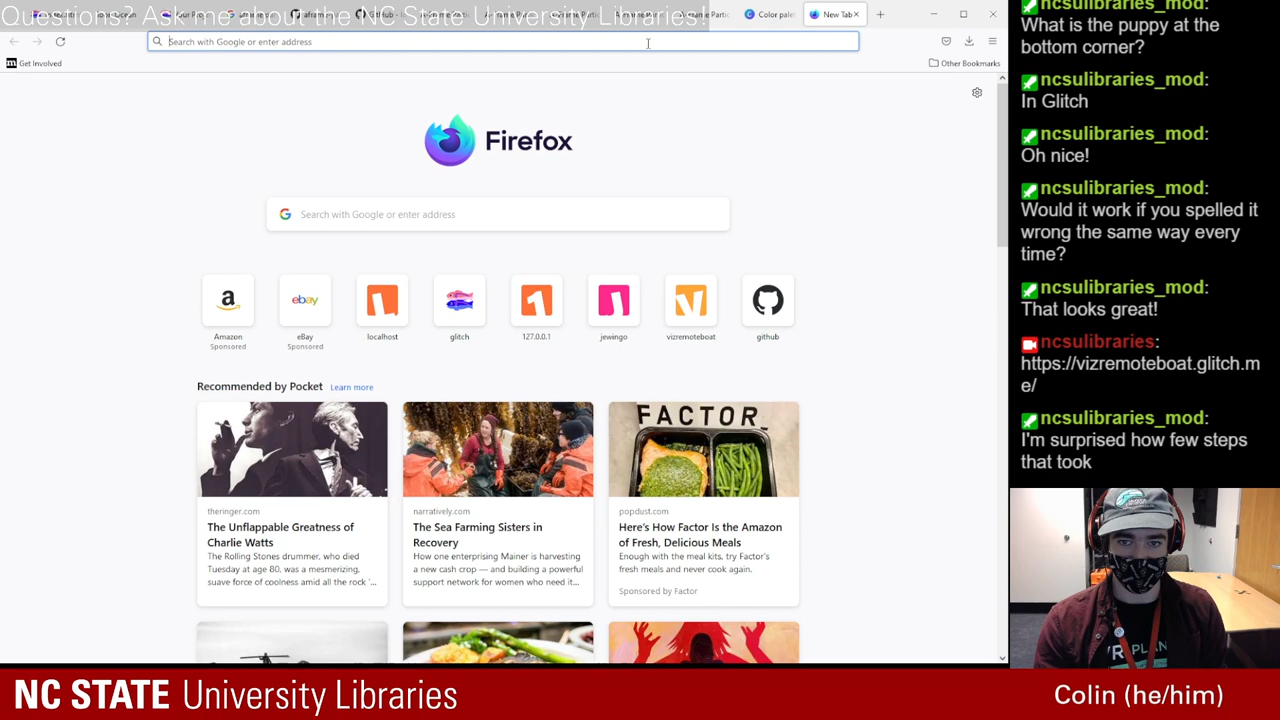 Questions? Ask me about the NC State University Libraries!
Color palet
New Tab
Search with Google or enter address
Get Involved
Other Bookmarks
Firefox
Search with Google or enter address
Amazon
Sponsored
eBay
Sponsored
localhost
glitch
127.0.0.1
jewingo
vizremoteboat
github
Recommended by Pocket Learn more
theringer.com
The Unflappable Greatness of
Charlie Watts
The Rolling Stones drummer, who died
Tuesday at age 80, was a mesmerizing,
suave force of coolness amid all the rock '...
narratively.com
The Sea Farming Sisters in
Recovery
How one enterprising Mainer is harvesting
a new cash crop — and building a powerful
support network for women who need it...
FACTOR_
popdust.com
Here's How Factor Is the Amazon
of Fresh, Delicious Meals
Enough with the meal kits, try Factor's
fresh meals and never cook again.
Sponsored by Factor
ncsulibraries_mod:
What is the puppy at the
bottom corner?
ncsulibraries_mod:
In Glitch
ncsulibraries_mod:
Oh nice!
ncsulibraries_mod:
Would it work if you spelled it
wrong the same way every
time?
ncsulibraries_mod:
That looks great!
ncsulibraries:
https://vizremoteboat.glitch.m
e/
ncsulibraries_mod:
I'm surprised how few steps
that took
NC STATE University Libraries
Colin (he/him)